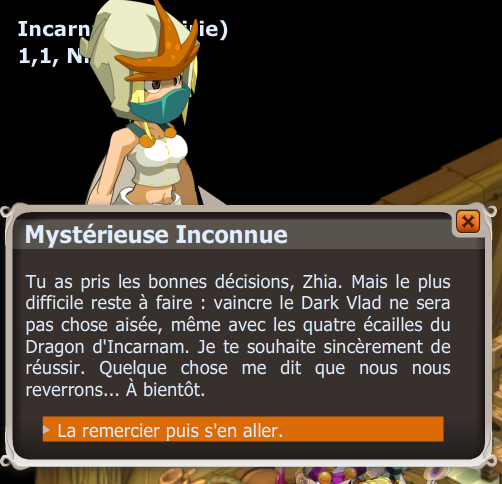 Incarn
rie)
1,1, N
Mystérieuse Inconnue
Tu as pris les bonnes décisions, Zhia. Mais le plus
difficile reste à faire : vaincre le Dark Vlad ne sera
pas chose aisée, même avec les quatre écailles du
Dragon d'Incarnam. Je te souhaite sincèrement de
réussir. Quelque chose me dit que nous nous
reverrons... À bientôt.
La remercier puis s'en aller.